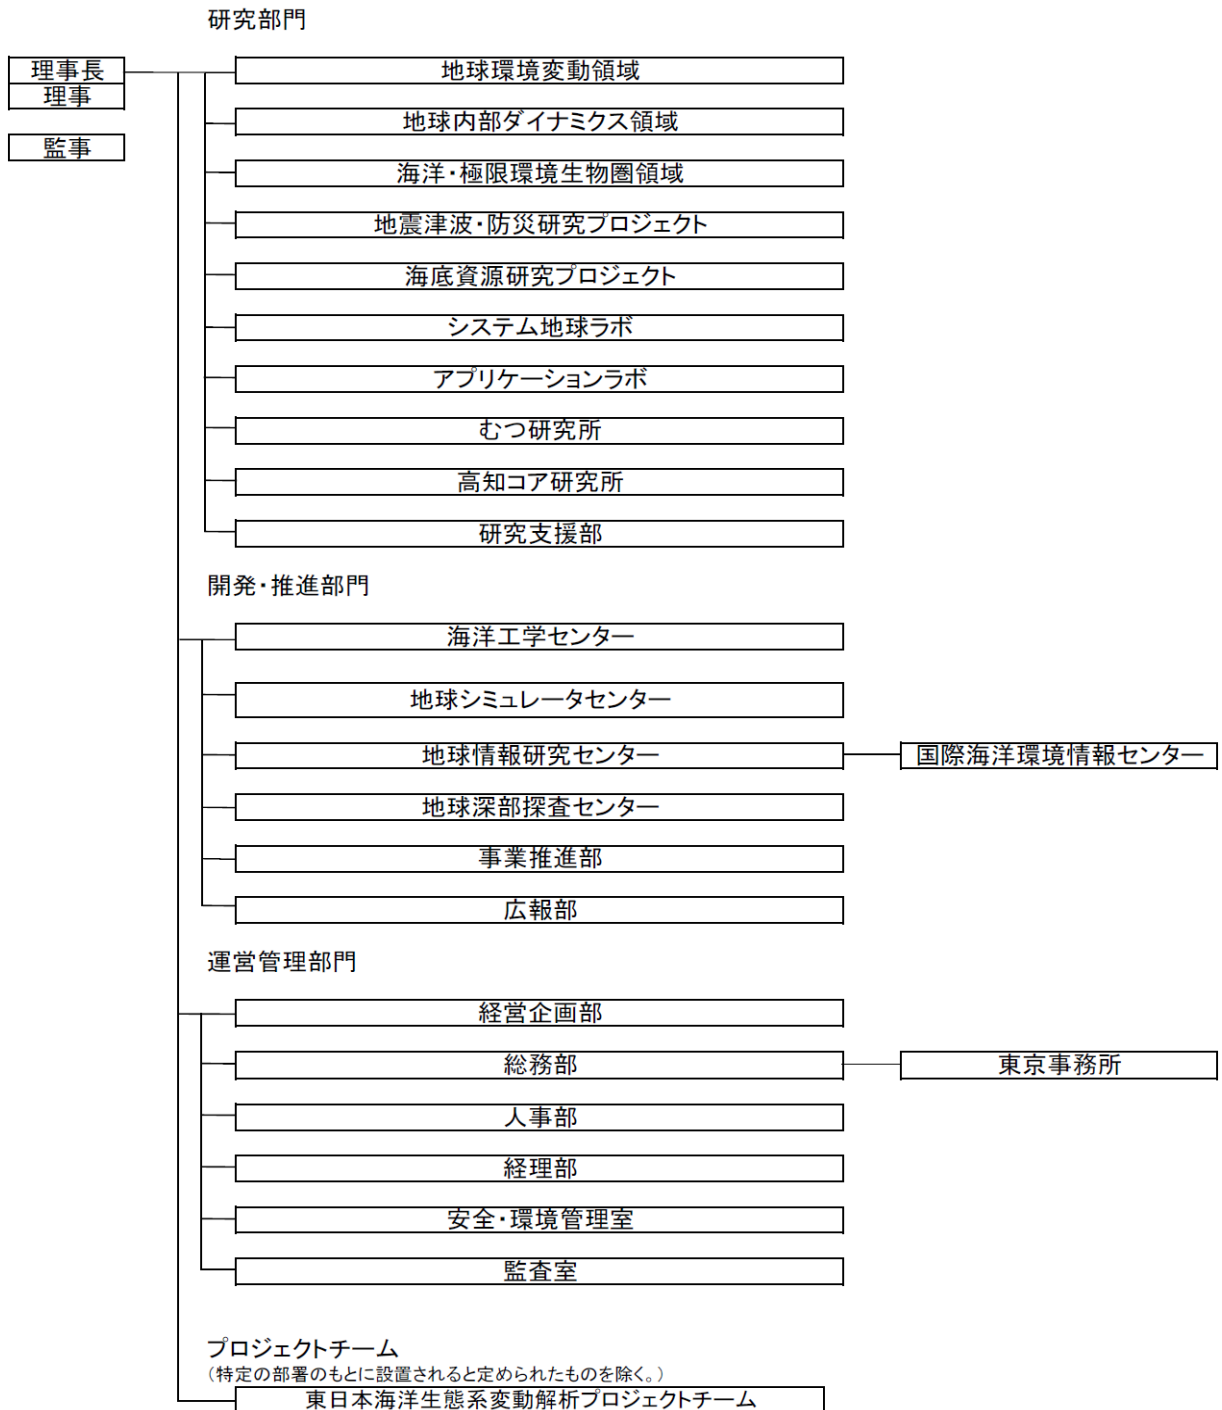 研究部門
理事長
理事
監事
地球環境変動領域
地球内部ダイナミクス領域
海洋・極限環境生物圏領域
地震津波・防災研究プロジェクト
海底資源研究プロジェクト
システム地球ラボ
アプリケーションラボ
むつ研究所
高知コア研究所
研究支援部
開発・推進部門
海洋工学センター
地球シミュレータセンター
地球情報研究センター
国際海洋環境情報センター
地球深部探査センター
事業推進部
広報部
運営管理部門
経営企画部
総務部
東京事務所
人事部
経理部
安全・環境管理室
監査室
プロジェクトチーム
（特定の部署のもとに設置されると定められたものを除く。）
東日本海洋生態系変動解析プロジェクトチーム